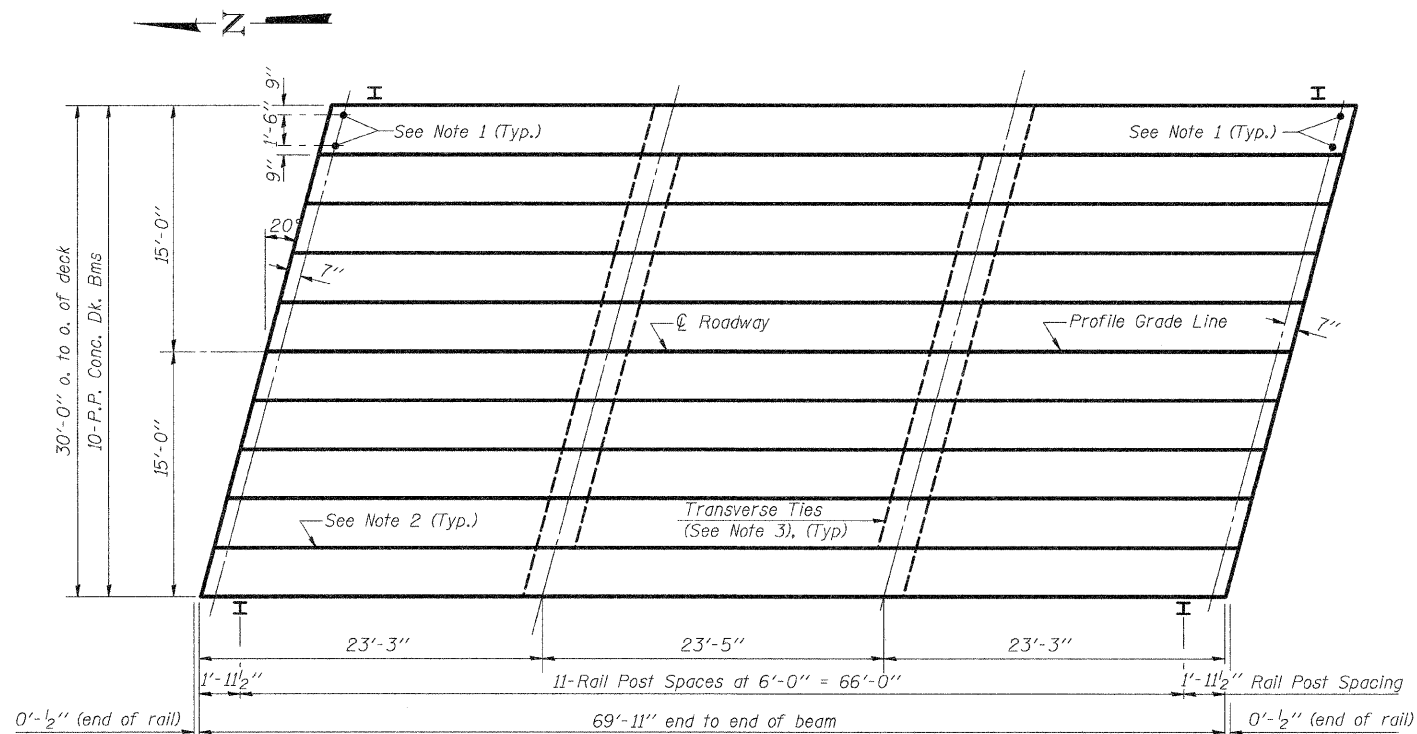 N
9"
1'-6"
9"
See Note 1 (Typ.)
See Note 1 (Typ.)
30'-0" o. to o. of deck
10-P.P. Conc. Dk. Bms
15'-0"
15'-0"
20°
7"
℄ Roadway
Profile Grade Line
7"
See Note 2 (Typ.)
Transverse Ties
(See Note 3), (Typ)
23'-3"
23'-5"
23'-3"
1'-11½"
11-Rail Post Spaces at 6'-0" = 66'-0"
1'-11½" Rail Post Spacing
0'-½" (end of rail)
69'-11" end to end of beam
0'-½" (end of rail)